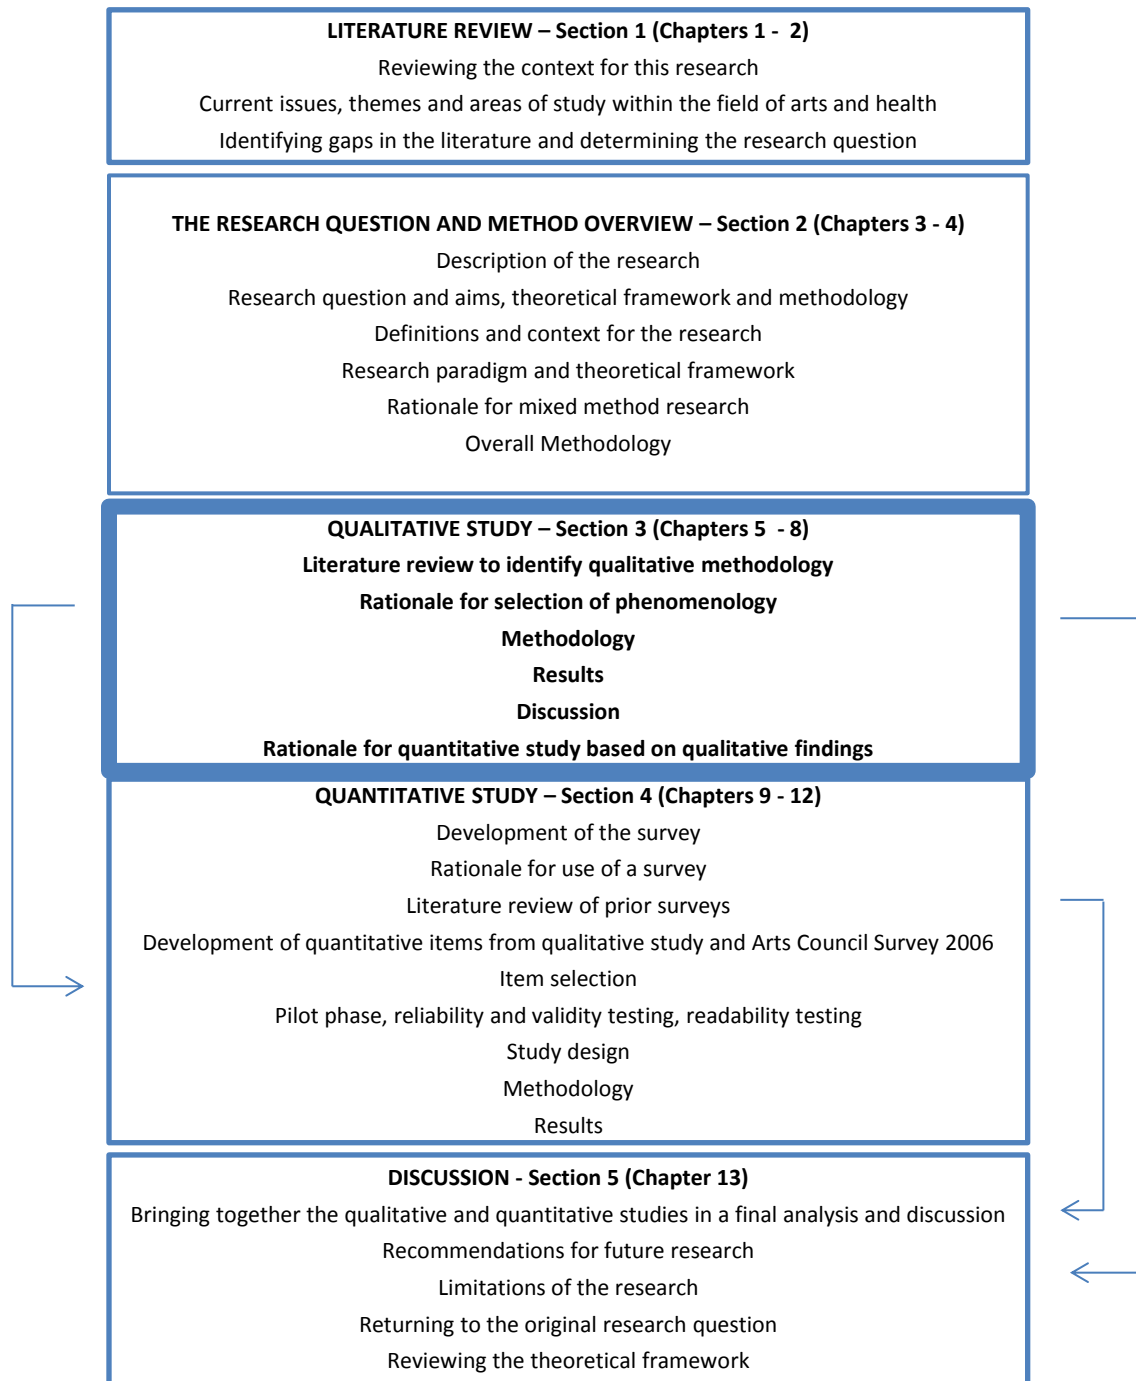 LITERATURE REVIEW – Section 1 (Chapters 1 - 2)
Reviewing the context for this research
Current issues, themes and areas of study within the field of arts and health
Identifying gaps in the literature and determining the research question
THE RESEARCH QUESTION AND METHOD OVERVIEW – Section 2 (Chapters 3 - 4)
Description of the research
Research question and aims, theoretical framework and methodology
Definitions and context for the research
Research paradigm and theoretical framework
Rationale for mixed method research
Overall Methodology
QUALITATIVE STUDY – Section 3 (Chapters 5 - 8)
Literature review to identify qualitative methodology
Rationale for selection of phenomenology
Methodology
Results
Discussion
Rationale for quantitative study based on qualitative findings
QUANTITATIVE STUDY – Section 4 (Chapters 9 - 12)
Development of the survey
Rationale for use of a survey
Literature review of prior surveys
Development of quantitative items from qualitative study and Arts Council Survey 2006
Item selection
Pilot phase, reliability and validity testing, readability testing
Study design
Methodology
Results
DISCUSSION - Section 5 (Chapter 13)
Bringing together the qualitative and quantitative studies in a final analysis and discussion
Recommendations for future research
Limitations of the research
Returning to the original research question
Reviewing the theoretical framework